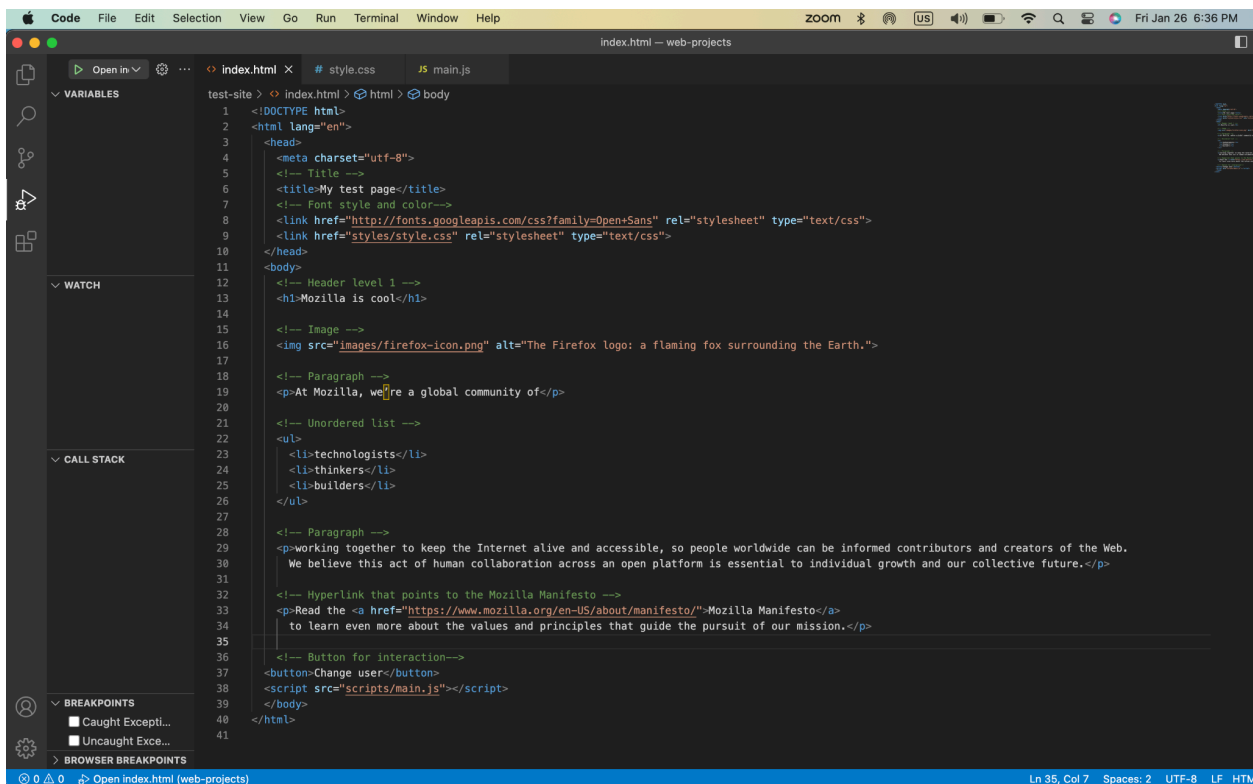 Code File Edit Selection View Go Run Terminal Window Help zoom US Fri Jan 26 6:36 PM
index.html — web-projects
Open in
index.html
# style.css
JS main.js
VARIABLES
test-site > index.html > html > body
1 <!DOCTYPE html>
2 <html lang="en">
3 <head>
4 <meta charset="utf-8">
5 <!-- Title -->
6 <title>My test page</title>
7 <!-- Font style and color-->
8 <link href="http://fonts.googleapis.com/css?family=Open+Sans" rel="stylesheet" type="text/css">
9 <link href="styles/style.css" rel="stylesheet" type="text/css">
10 </head>
11 <body>
WATCH
12 <!-- Header level 1 -->
13 <h1>Mozilla is cool</h1>
14
15 <!-- Image -->
16 <img src="images/firefox-icon.png" alt="The Firefox logo: a flaming fox surrounding the Earth.">
17
18 <!-- Paragraph -->
19 <p>At Mozilla, we’re a global community of</p>
20
21 <!-- Unordered list -->
22 <ul>
CALL STACK
23 <li>technologists</li>
24 <li>thinkers</li>
25 <li>builders</li>
26 </ul>
27
28 <!-- Paragraph -->
29 <p>working together to keep the Internet alive and accessible, so people worldwide can be informed contributors and creators of the Web.
30 We believe this act of human collaboration across an open platform is essential to individual growth and our collective future.</p>
31
32 <!-- Hyperlink that points to the Mozilla Manifesto -->
33 <p>Read the <a href="https://www.mozilla.org/en-US/about/manifesto/">Mozilla Manifesto</a>
34 to learn even more about the values and principles that guide the pursuit of our mission.</p>
35
36 <!-- Button for interaction-->
37 <button>Change user</button>
38 <script src="scripts/main.js"></script>
39 </body>
40 </html>
41
BREAKPOINTS
Caught Excepti...
Uncaught Exce...
BROWSER BREAKPOINTS
0 0 Open index.html (web-projects) Ln 35, Col 7 Spaces: 2 UTF-8 LF HTM